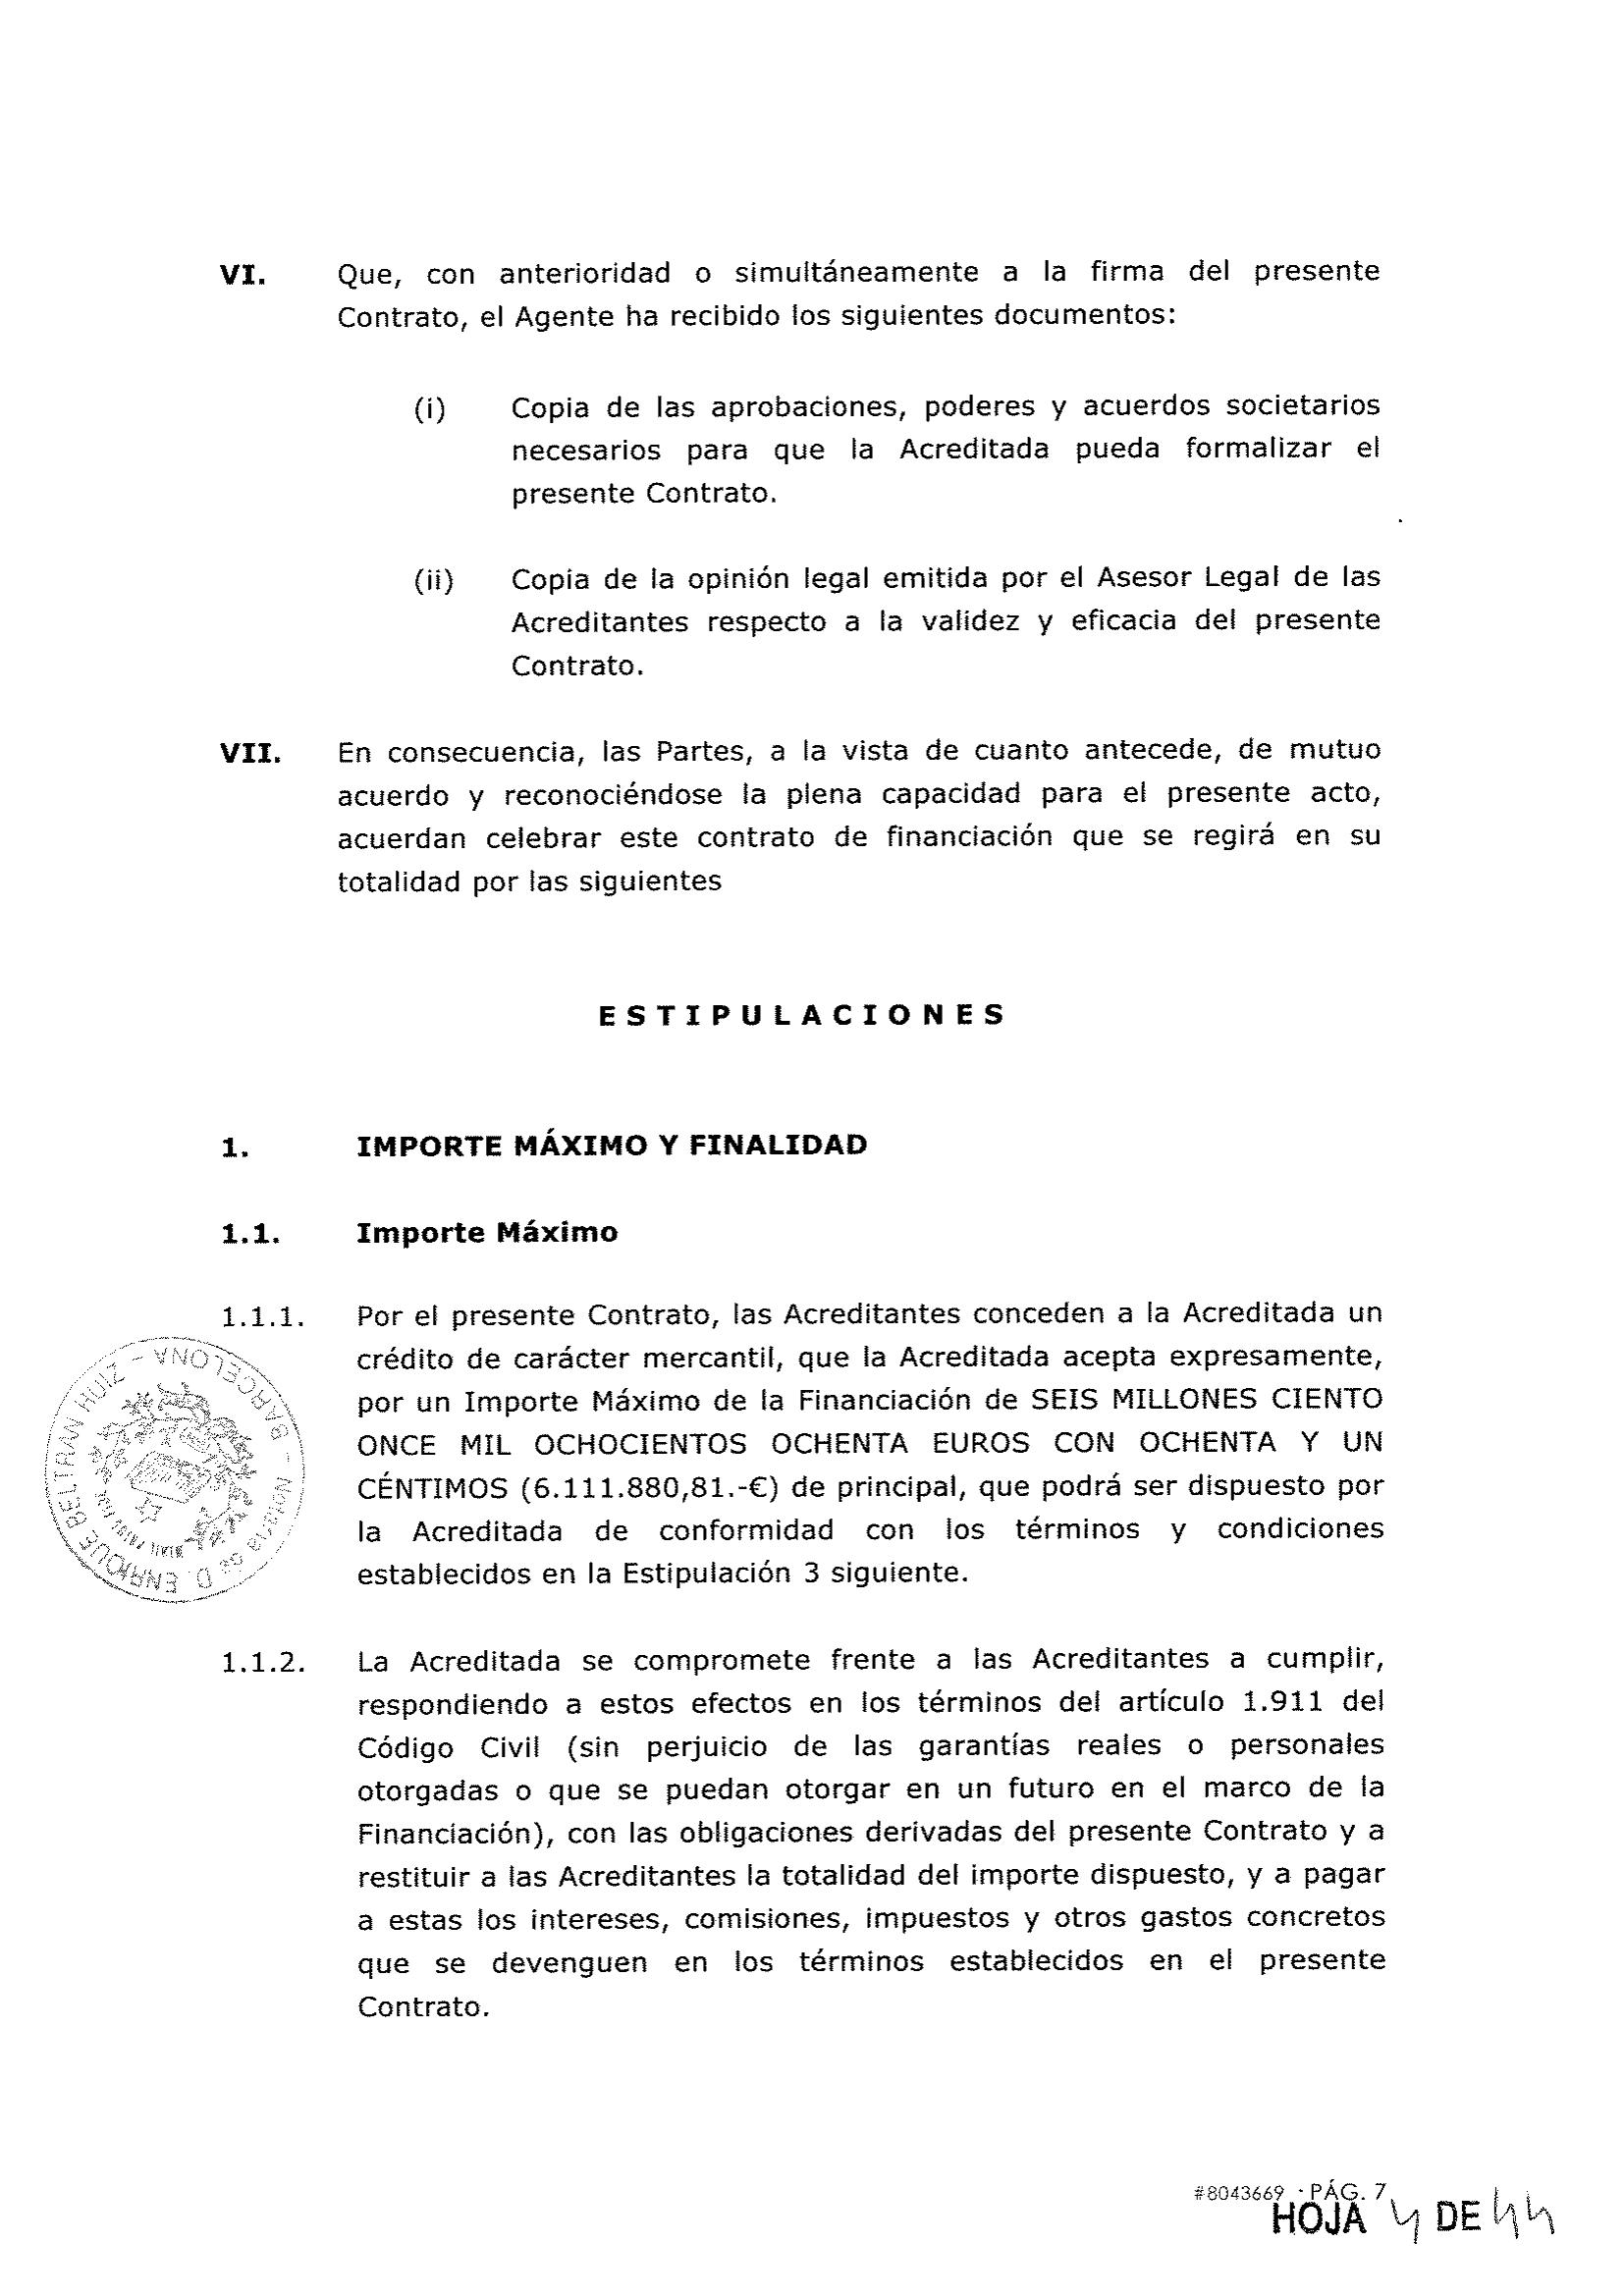 VI. Que, con anterioridad o simultáneamente a la firma del presente
Contrato, el Agente ha recibido los siguientes documentos:
(i) Copia de las aprobaciones, poderes y acuerdos societarios
necesarios para que la Acreditada pueda formalizar el
presente Contrato.
(ii) Copia de la opinión legal emitida por el Asesor Legal de las
Acreditantes respecto a la validez y eficacia del presente
Contrato.
VII. En consecuencia, las Partes, a la vista de cuanto antecede, de mutuo
acuerdo y reconociéndose la plena capacidad para el presente acto,
acuerdan celebrar este contrato de financiación que se regirá en su
totalidad por las siguientes
E S T I P U L A C I O N E S
1. IMPORTE MÁXIMO Y FINALIDAD
1.1. Importe Máximo
1.1.1. Por el presente Contrato, las Acreditantes conceden a la Acreditada un
crédito de carácter mercantil, que la Acreditada acepta expresamente,
por un Importe Máximo de la Financiación de SEIS MILLONES CIENTO
ONCE MIL OCHOCIENTOS OCHENTA EUROS CON OCHENTA Y UN
CÉNTIMOS (6.111.880,81.-€) de principal, que podrá ser dispuesto por
la Acreditada de conformidad con los términos y condiciones
establecidos en la Estipulación 3 siguiente.
NOTARIA de D. ENRIQUE BELTRAN RUIZ - BARCELONA -
1.1.2. La Acreditada se compromete frente a las Acreditantes a cumplir,
respondiendo a estos efectos en los términos del artículo 1.911 del
Código Civil (sin perjuicio de las garantías reales o personales
otorgadas o que se puedan otorgar en un futuro en el marco de la
Financiación), con las obligaciones derivadas del presente Contrato y a
restituir a las Acreditantes la totalidad del importe dispuesto, y a pagar
a estas los intereses, comisiones, impuestos y otros gastos concretos
que se devenguen en los términos establecidos en el presente
Contrato.
#8043669 · PÁG. 7
HOJA 4 DE 44